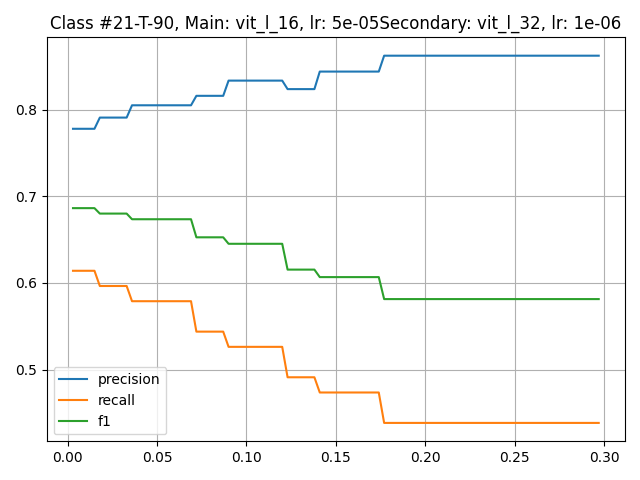 Class #21-T-90, Main: vit_l_16, lr: 5e-05Secondary: vit_l_32, lr: 1e-06
0.8
0.7
0.6
0.5
precision
recall
f1
0.00 0.05 0.10 0.15 0.20 0.25 0.30